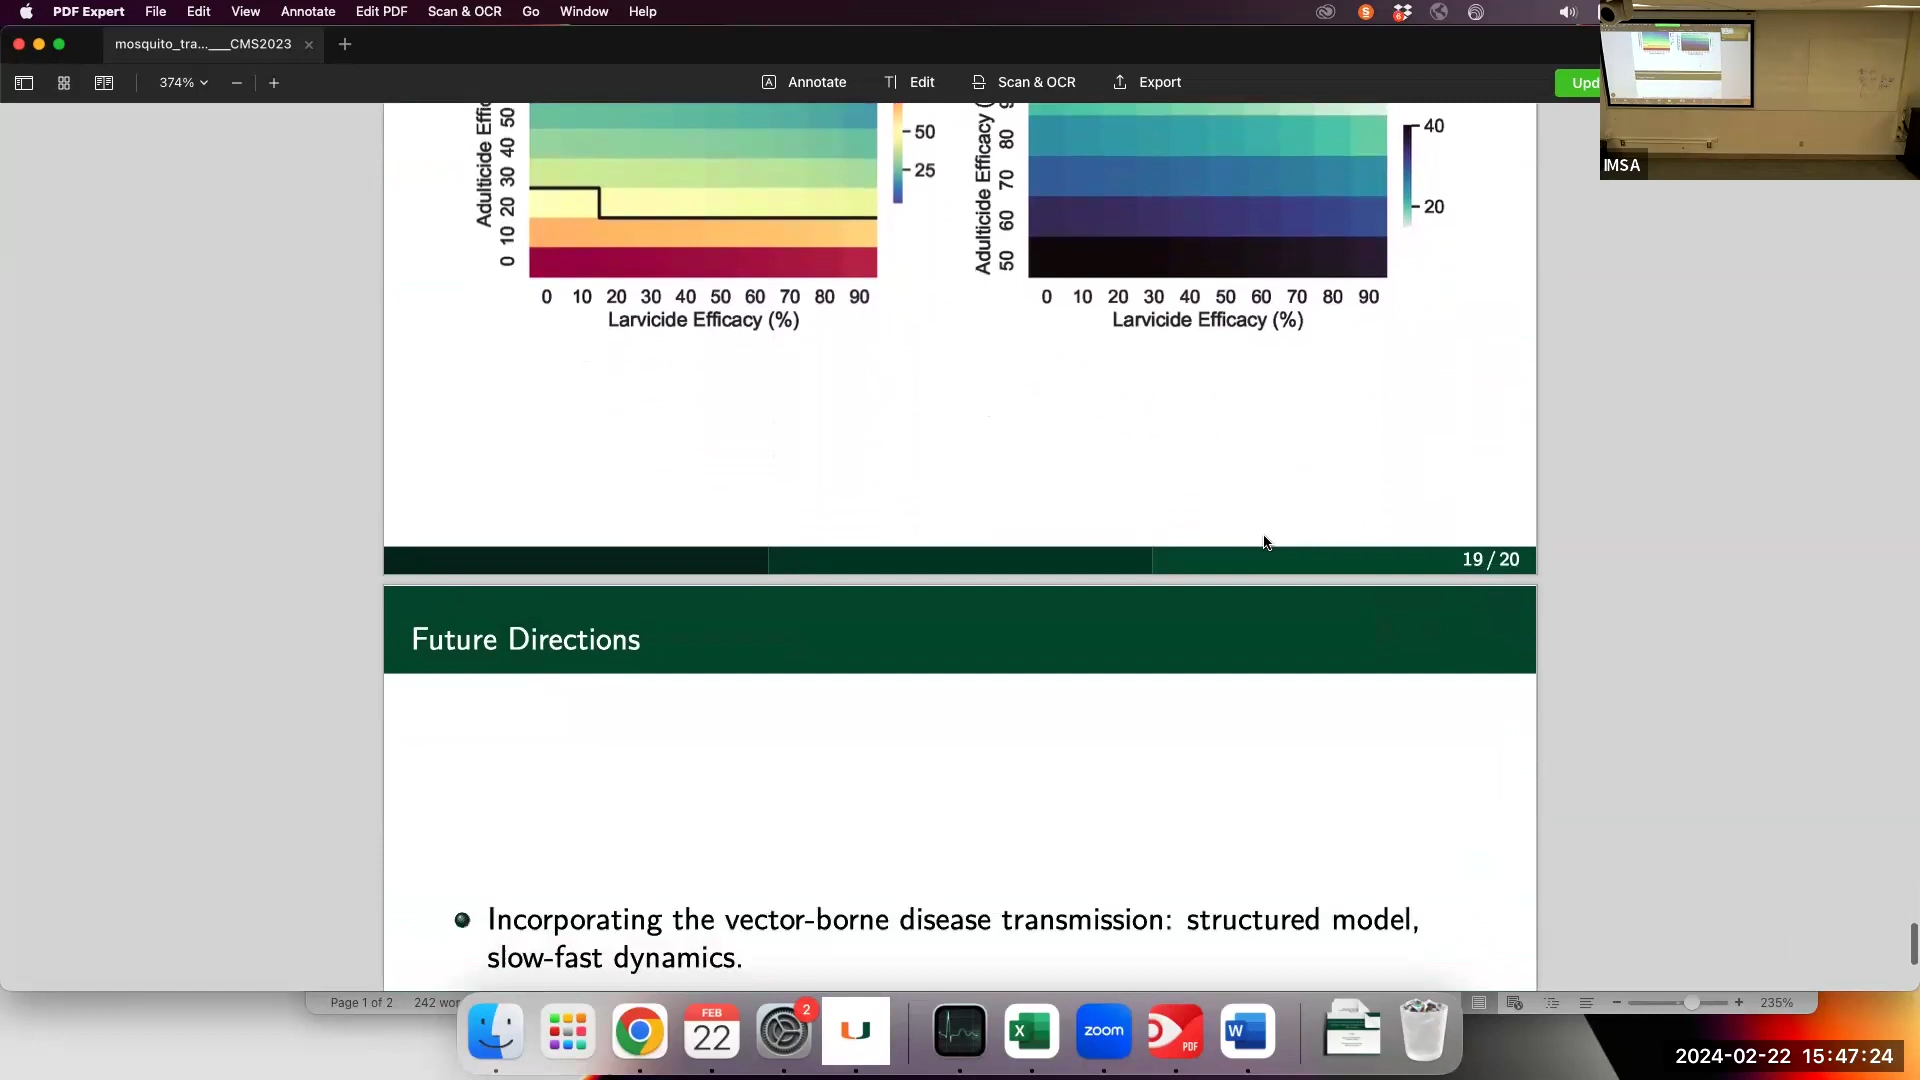 PDF Expert File Edit View Annotate Edit PDF Scan & OCR Go Window Help
mosquito_tra...___CMS2023
374%
Annotate Edit Scan & OCR Export
IMSA
50
40
30
20
10
0
50
25
0 10 20 30 40 50 60 70 80 90
Larvicide Efficacy (%)
Adulticide Efficacy (
80
70
60
50
40
20
0 10 20 30 40 50 60 70 80 90
Larvicide Efficacy (%)
19 / 20
Future Directions
Incorporating the vector-borne disease transmission: structured model,
slow-fast dynamics.
Page 1 of 2
235%
FEB
22
2
X
zoom
PDF
W
2024-02-22 15:47:24